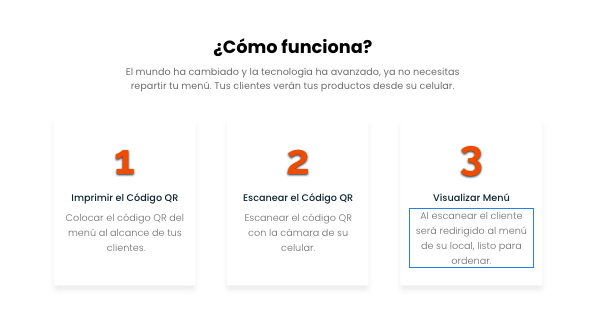 ¿Cómo funciona?
El mundo ha cambiado y la tecnología ha avanzado, ya no necesitas
repartir tu menú. Tus clientes verán tus productos desde su celular.
1
Imprimir el Código QR
Colocar el código QR del
menú al alcance de tus
clientes.
2
Escanear el Código QR
Escanear el código QR
con la cámara de su
celular.
3
Visualizar Menú
Al escanear el cliente
será redirigido al menú
de su local, listo para
ordenar.